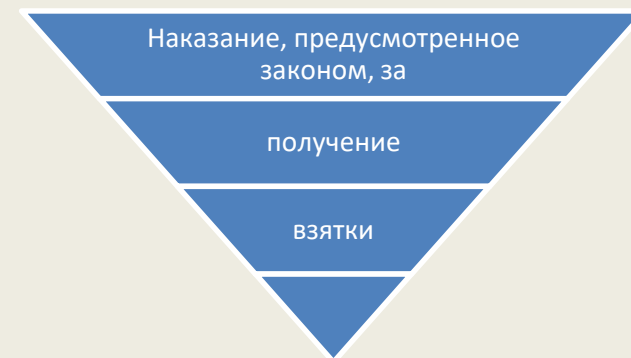 Наказание, предусмотренное
законом, за
получение
взятки